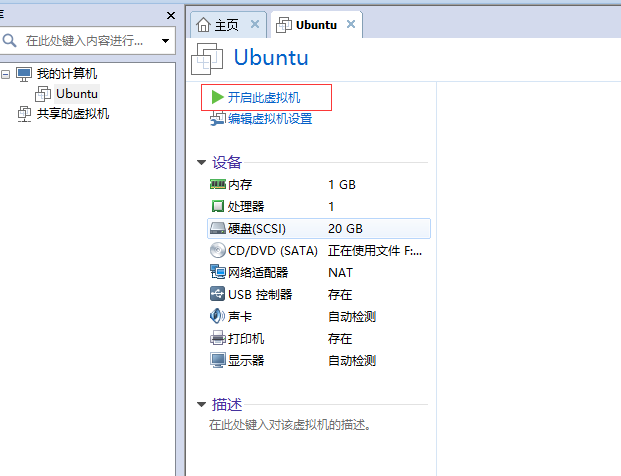 库
主页
Ubuntu
在此处键入内容进行...
Ubuntu
我的计算机
Ubuntu
共享的虚拟机
开启此虚拟机
编辑虚拟机设置
设备
内存 1 GB
处理器 1
硬盘(SCSI) 20 GB
CD/DVD (SATA) 正在使用文件 F:...
网络适配器 NAT
USB 控制器 存在
声卡 自动检测
打印机 存在
显示器 自动检测
描述
在此处键入对该虚拟机的描述。